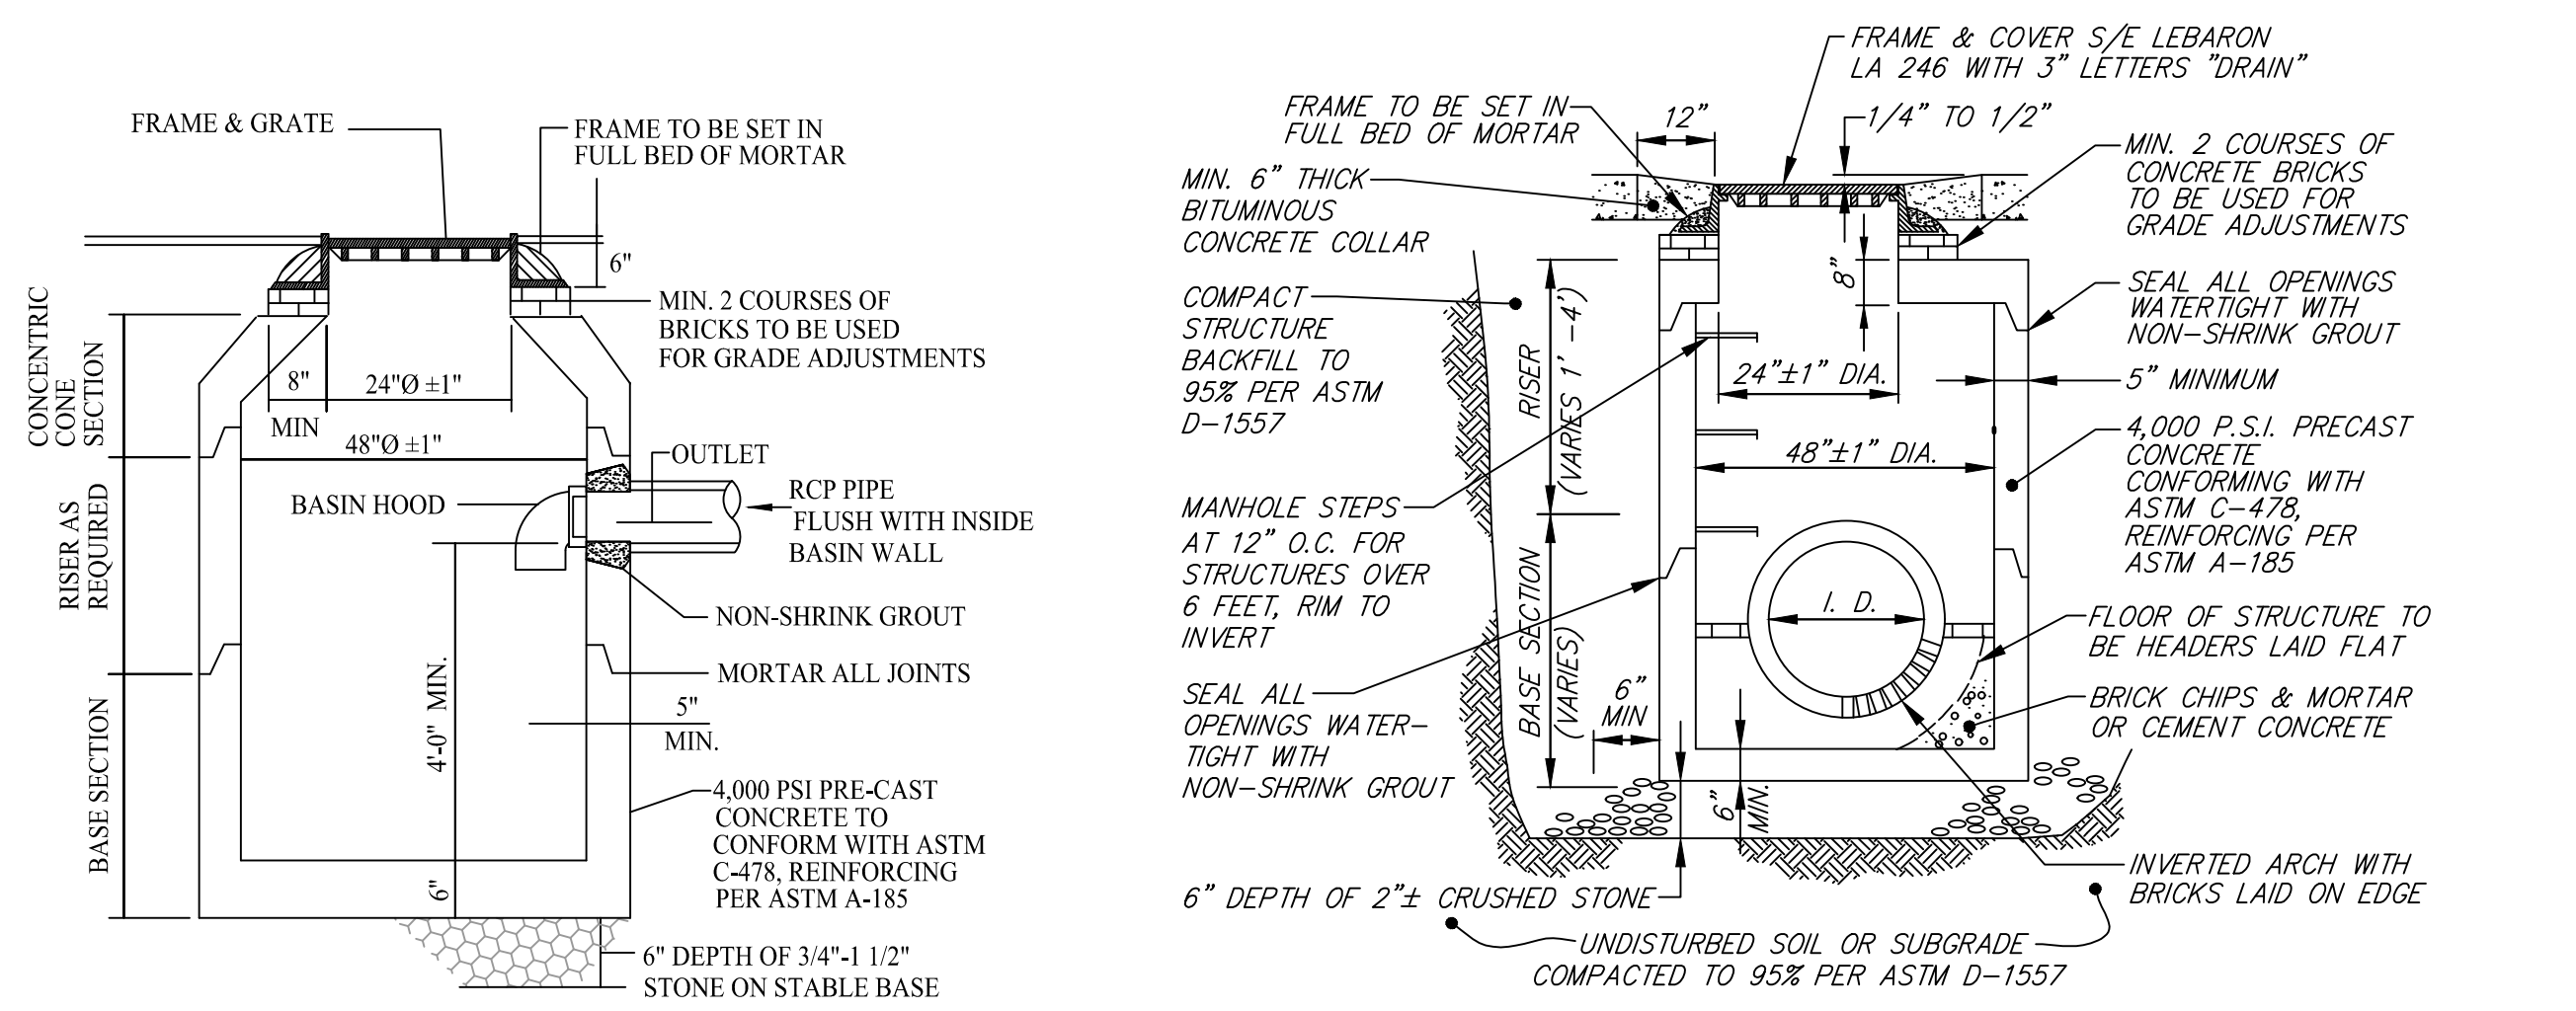 FRAME & GRATE
FRAME TO BE SET IN
FULL BED OF MORTAR
6"
MIN. 2 COURSES OF
BRICKS TO BE USED
FOR GRADE ADJUSTMENTS
CONCENTRIC
CONE
SECTION
8"
MIN
24"Ø ±1"
48"Ø ±1"
OUTLET
BASIN HOOD
RCP PIPE
FLUSH WITH INSIDE
BASIN WALL
RISER AS
REQUIRED
NON-SHRINK GROUT
MORTAR ALL JOINTS
4'-0" MIN.
5"
MIN.
BASE SECTION
4,000 PSI PRE-CAST
CONCRETE TO
CONFORM WITH ASTM
C-478, REINFORCING
PER ASTM A-185
6"
6" DEPTH OF 3/4"-1 1/2"
STONE ON STABLE BASE
FRAME & COVER S/E LEBARON
LA 246 WITH 3" LETTERS "DRAIN"
FRAME TO BE SET IN
FULL BED OF MORTAR
12"
1/4" TO 1/2"
MIN. 6" THICK
BITUMINOUS
CONCRETE COLLAR
MIN. 2 COURSES OF
CONCRETE BRICKS
TO BE USED FOR
GRADE ADJUSTMENTS
COMPACT
STRUCTURE
BACKFILL TO
95% PER ASTM
D-1557
RISER
(VARIES 1'-4')
8"
SEAL ALL OPENINGS
WATERTIGHT WITH
NON-SHRINK GROUT
24"±1" DIA.
5" MINIMUM
48"±1" DIA.
4,000 P.S.I. PRECAST
CONCRETE
CONFORMING WITH
ASTM C-478,
REINFORCING PER
ASTM A-185
MANHOLE STEPS
AT 12" O.C. FOR
STRUCTURES OVER
6 FEET, RIM TO
INVERT
BASE SECTION
(VARIES)
I. D.
FLOOR OF STRUCTURE TO
BE HEADERS LAID FLAT
SEAL ALL
OPENINGS WATER-
TIGHT WITH
NON-SHRINK GROUT
6"
MIN
BRICK CHIPS & MORTAR
OR CEMENT CONCRETE
6"
MIN.
INVERTED ARCH WITH
BRICKS LAID ON EDGE
6" DEPTH OF 2"± CRUSHED STONE
UNDISTURBED SOIL OR SUBGRADE
COMPACTED TO 95% PER ASTM D-1557